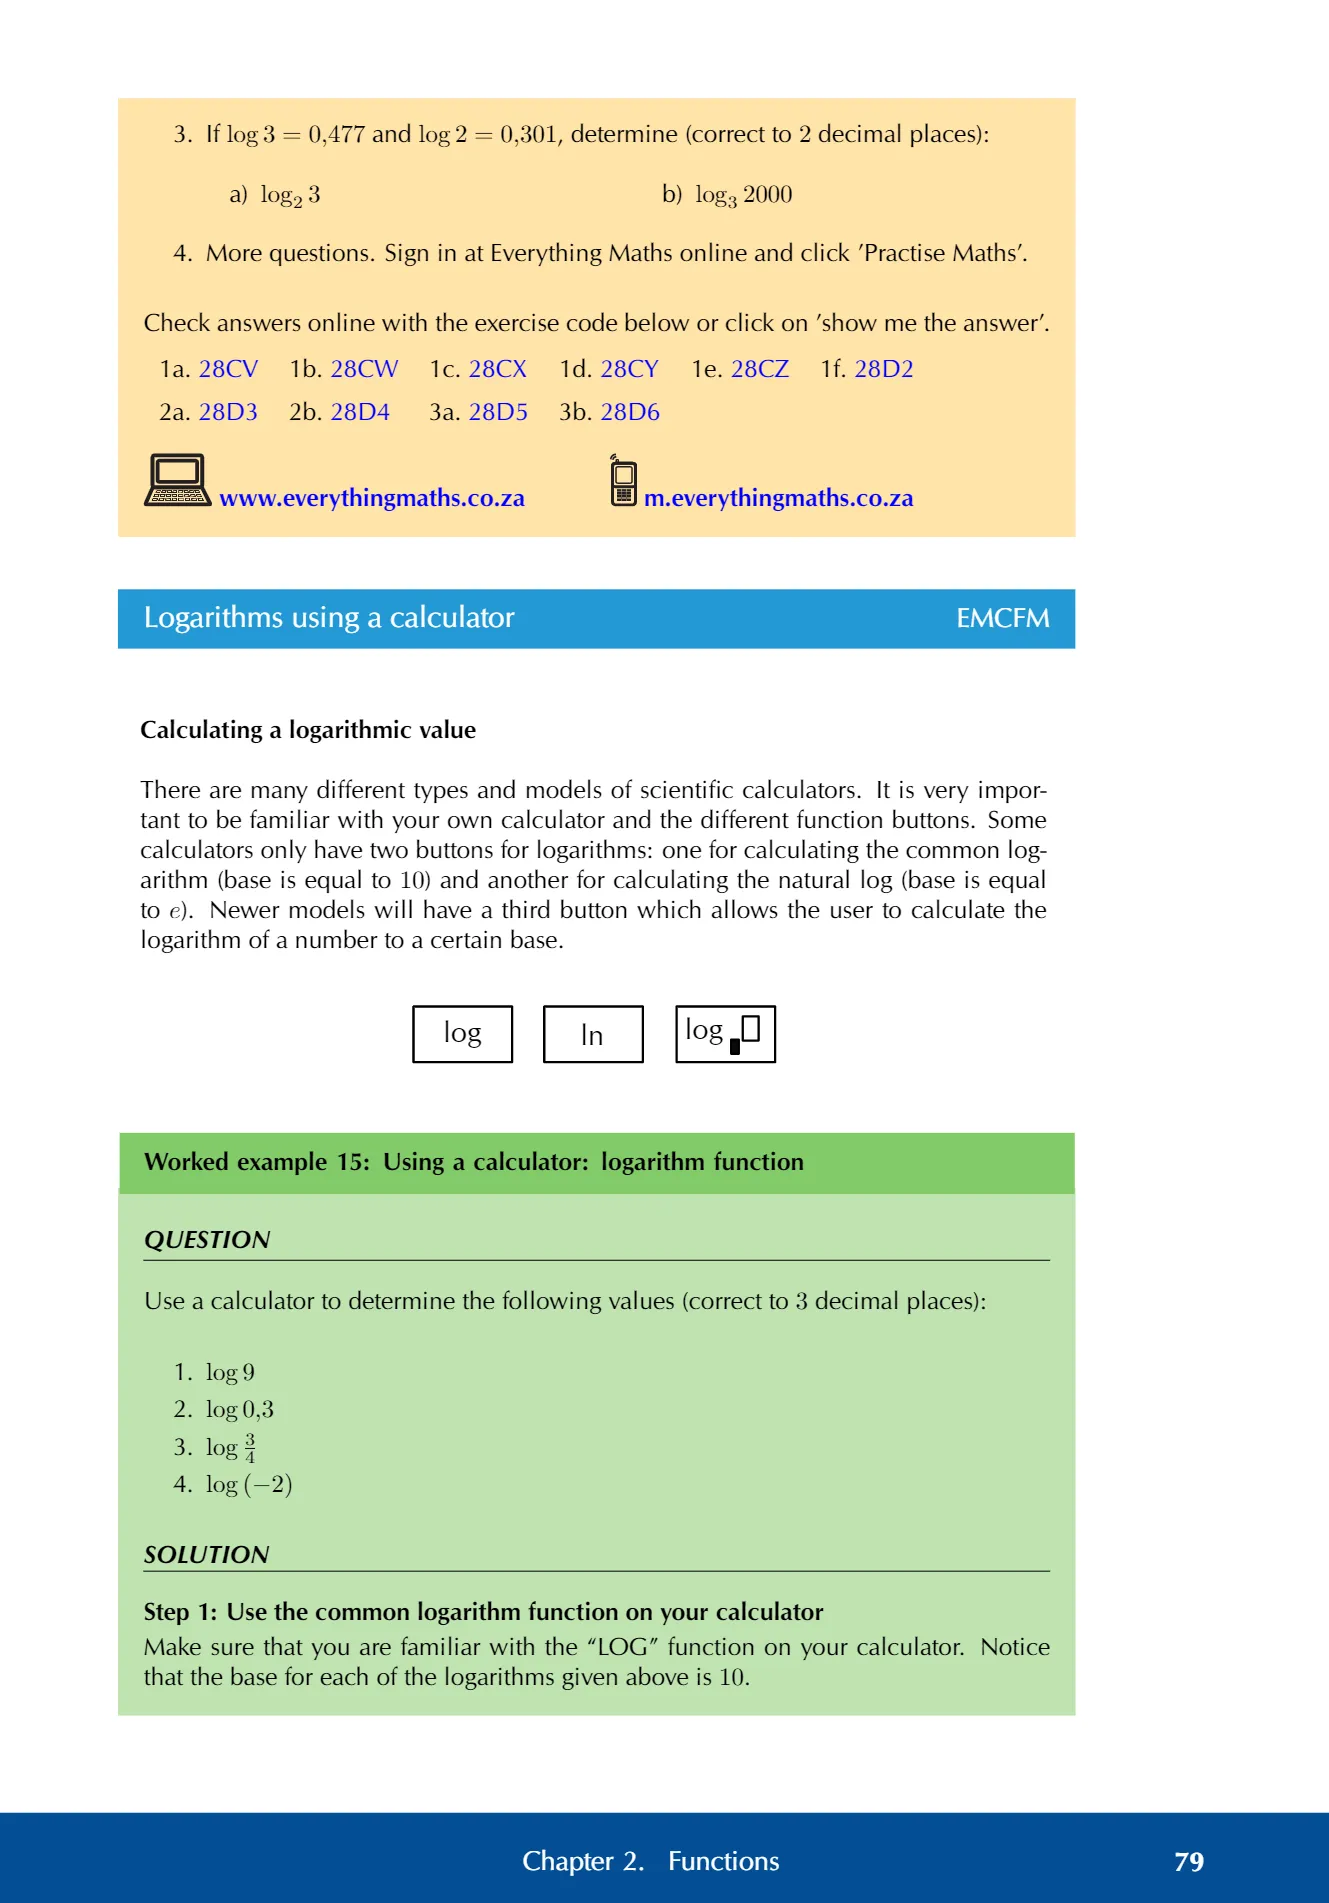 3. If log 3 = 0,477 and log 2 = 0,301, determine (correct to 2 decimal places):
a) log₂ 3 b) log₃ 2000
4. More questions. Sign in at Everything Maths online and click ’Practise Maths’.
Check answers online with the exercise code below or click on ’show me the answer’.
1a. 28CV 1b. 28CW 1c. 28CX 1d. 28CY 1e. 28CZ 1f. 28D2
2a. 28D3 2b. 28D4 3a. 28D5 3b. 28D6
www.everythingmaths.co.za m.everythingmaths.co.za
Logarithms using a calculator EMCFM
Calculating a logarithmic value
There are many different types and models of scientific calculators. It is very impor-
tant to be familiar with your own calculator and the different function buttons. Some
calculators only have two buttons for logarithms: one for calculating the common log-
arithm (base is equal to 10) and another for calculating the natural log (base is equal
to e). Newer models will have a third button which allows the user to calculate the
logarithm of a number to a certain base.
log ln log
Worked example 15: Using a calculator: logarithm function
QUESTION
Use a calculator to determine the following values (correct to 3 decimal places):
1. log 9
2. log 0,3
3. log 3/4
4. log (−2)
SOLUTION
Step 1: Use the common logarithm function on your calculator
Make sure that you are familiar with the “LOG” function on your calculator. Notice
that the base for each of the logarithms given above is 10.
Chapter 2. Functions 79